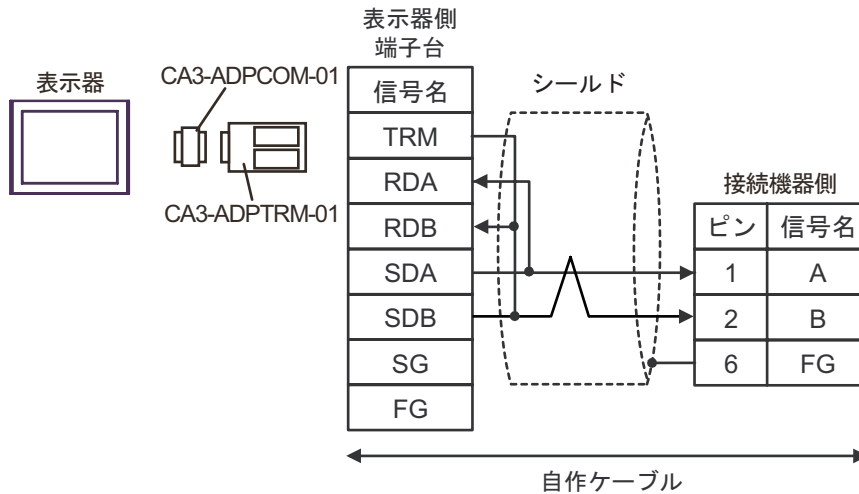 表示器側
端子台
CA3-ADPCOM-01
表示器
シールド
信号名
TRM
RDA
CA3-ADPTRM-01
RDB
SDA
SDB
SG
FG
接続機器側
ピン 信号名
1 A
2 B
6 FG
自作ケーブル